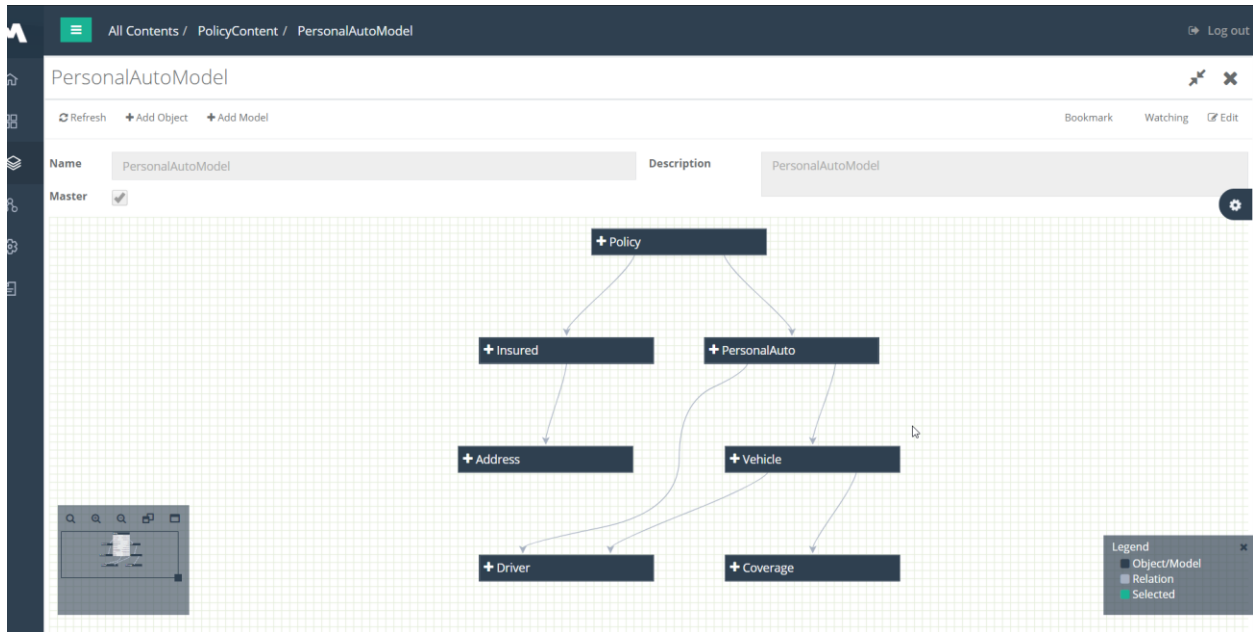 All Contents / PolicyContent / PersonalAutoModel Log out
PersonalAutoModel
Refresh Add Object Add Model Bookmark Watching Edit
Name PersonalAutoModel Description PersonalAutoModel
Master
Policy
Insured PersonalAuto
Address Vehicle
Driver Coverage
Legend
Object/Model
Relation
Selected